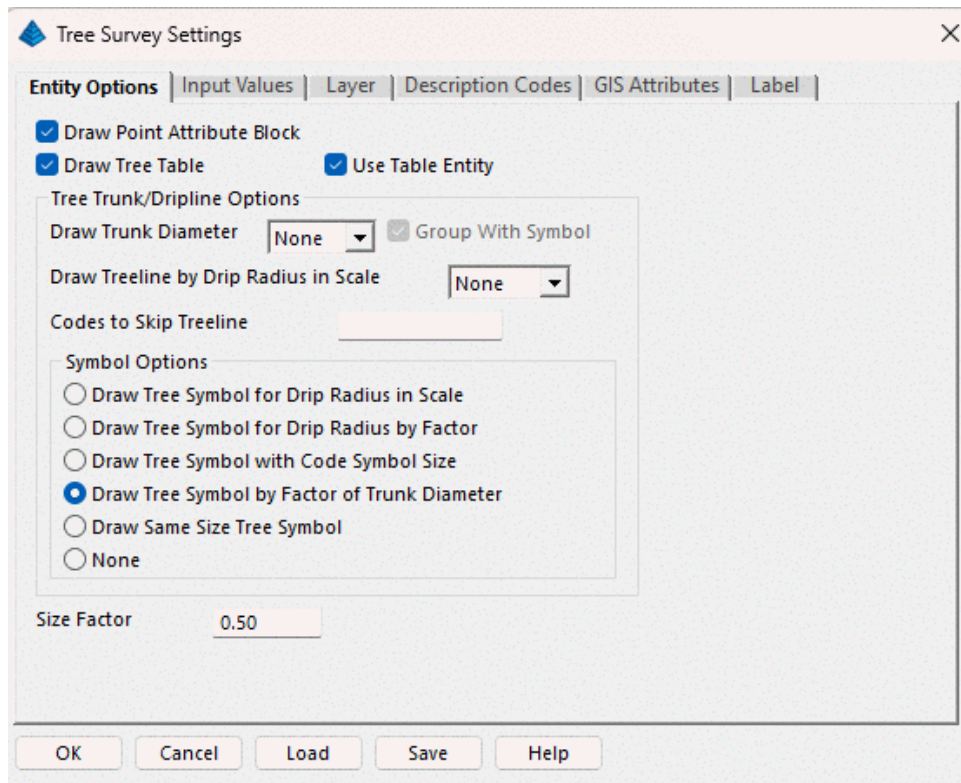 Tree Survey Settings
Entity Options Input Values Layer Description Codes GIS Attributes Label
Draw Point Attribute Block
Draw Tree Table Use Table Entity
Tree Trunk/Dripline Options
Draw Trunk Diameter None Group With Symbol
Draw Treeline by Drip Radius in Scale None
Codes to Skip Treeline
Symbol Options
Draw Tree Symbol for Drip Radius in Scale
Draw Tree Symbol for Drip Radius by Factor
Draw Tree Symbol with Code Symbol Size
Draw Tree Symbol by Factor of Trunk Diameter
Draw Same Size Tree Symbol
None
Size Factor 0.50
OK Cancel Load Save Help